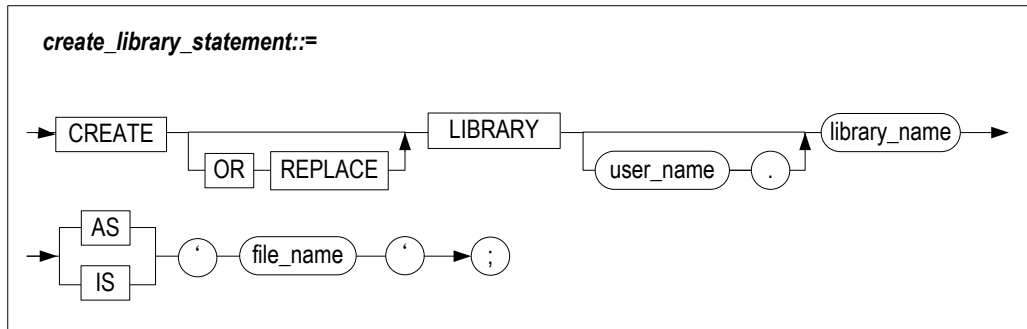 create_library_statement::=
CREATE LIBRARY library_name
OR REPLACE user_name .
AS
‘ file_name ‘ ;
IS